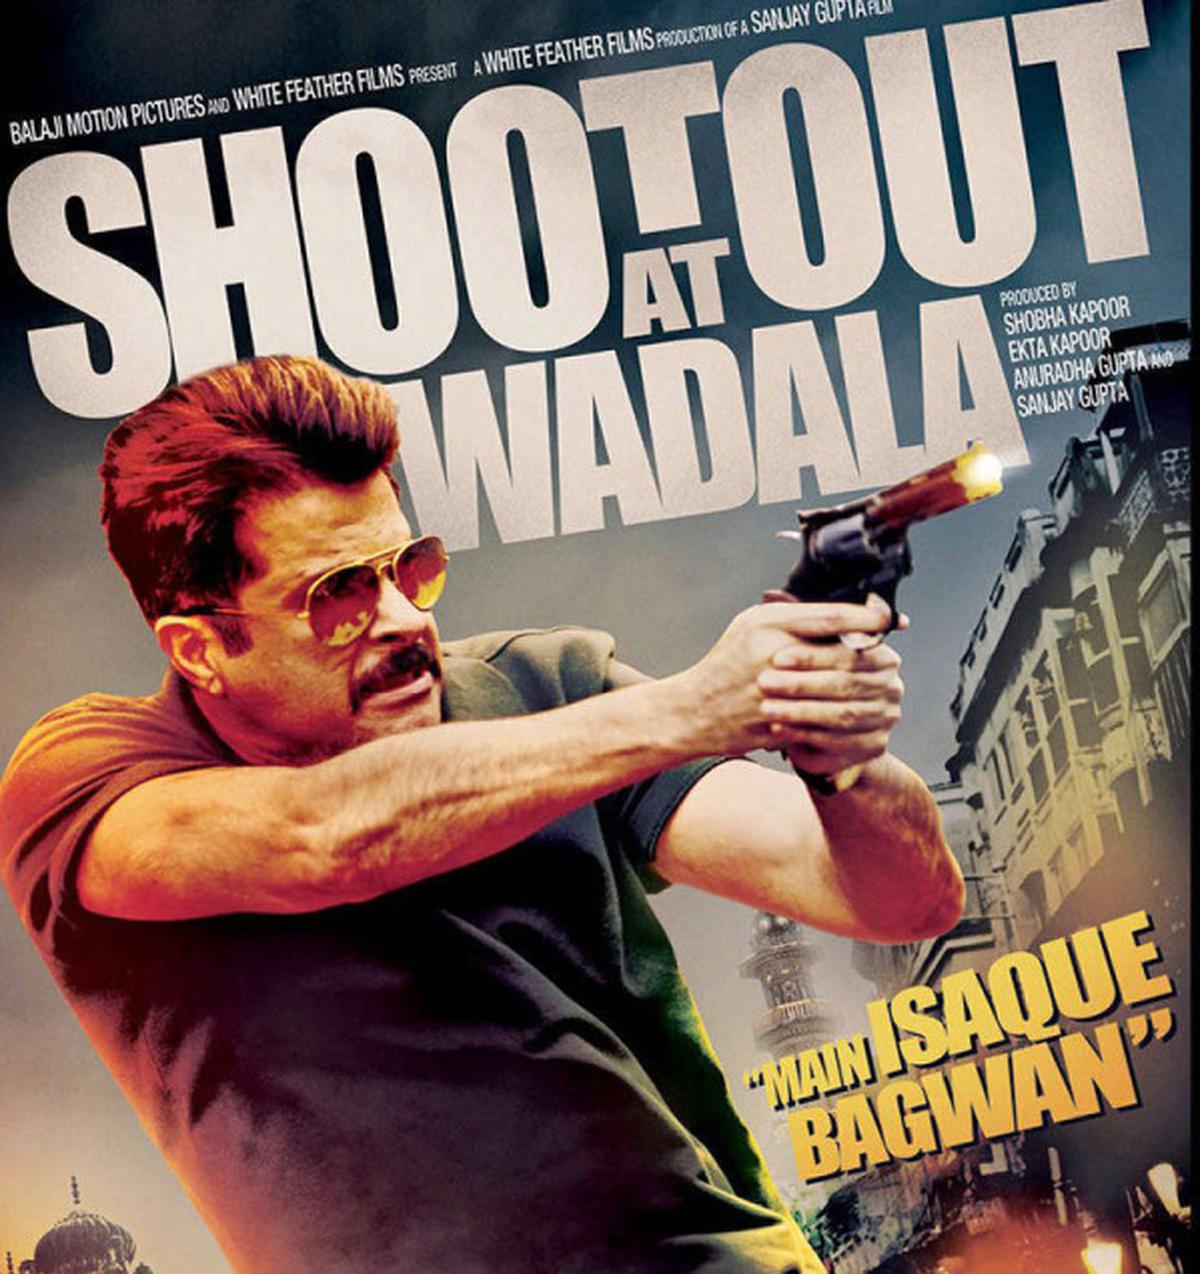 BALAJI MOTION PICTURES AND WHITE FEATHER FILMS PRESENT A WHITE FEATHER FILMS PRODUCTION OF A SANJAY GUPTA FILM
SHOOTOUT
AT
WADALA
PRODUCED BY
SHOBHA KAPOOR
EKTA KAPOOR
ANURADHA GUPTA AND
SANJAY GUPTA
"MAIN ISAQUE
BAGWAN"